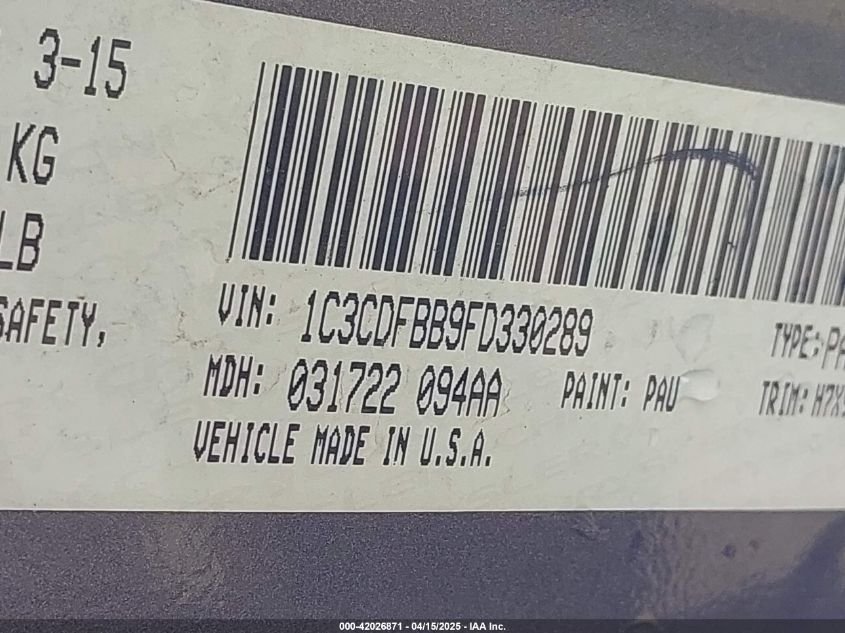 3-15
KG
LB
SAFETY,
VIN: 1C3CDFBB9FD330289
TYPE:
MDH: 031722 094AA
PAINT: PAU
TRIM:
VEHICLE MADE IN U.S.A.
000-42026871 - 04/15/2025 - IAA Inc.